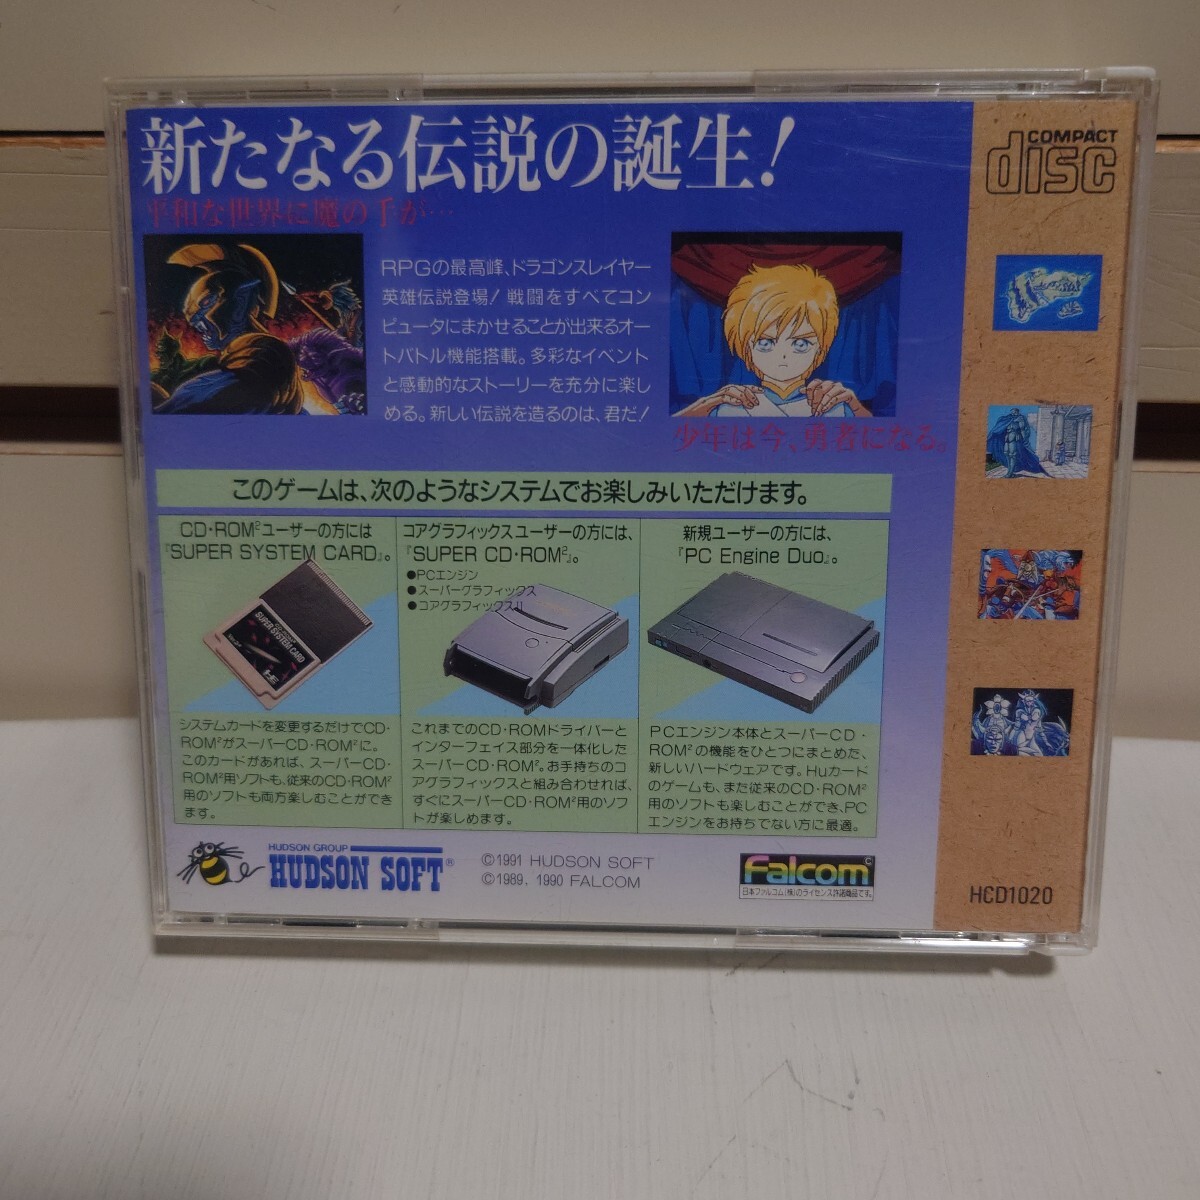 新たなる伝説の誕生!
平和な世界に魔の手が…
COMPACT
disc
RPGの最高峰、ドラゴンスレイヤー
英雄伝説登場! 戦闘をすべてコン
ピュータにまかせることが出来るオー
トバトル機能搭載。多彩なイベント
と感動的なストーリーを充分に楽し
める。新しい伝説を造るのは、君だ!
少年は今、勇者になる。
このゲームは、次のようなシステムでお楽しみいただけます。
CD・ROM²ユーザーの方には
『SUPER SYSTEM CARD』。
SUPER SYSTEM CARD
システムカードを変更するだけでCD・
ROM²がスーパーCD・ROM²に。
このカードがあれば、スーパーCD・
ROM²用ソフトも、従来のCD・ROM²
用のソフトも両方楽しむことができ
ます。
コアグラフィックスユーザーの方には、
『SUPER CD・ROM²』。
●PCエンジン
●スーパーグラフィックス
●コアグラフィックスII
これまでのCD・ROMドライバーと
インターフェイス部分を一体化した
スーパーCD・ROM²。お手持ちのコ
アグラフィックスと組み合わせれば、
すぐにスーパーCD・ROM²用のソフ
トが楽しめます。
新規ユーザーの方には、
『PC Engine Duo』。
PCエンジン本体とスーパーCD・
ROM²の機能をひとつにまとめた、
新しいハードウェアです。Huカード
のゲームも、また従来のCD・ROM²
用のソフトも楽しむことができ、PC
エンジンをお持ちでない方に最適。
HUDSON GROUP
HUDSON SOFT®
©1991 HUDSON SOFT
©1989, 1990 FALCOM
Falcom©
日本ファルコム(株)のライセンス許諾商品です。
HCD1020